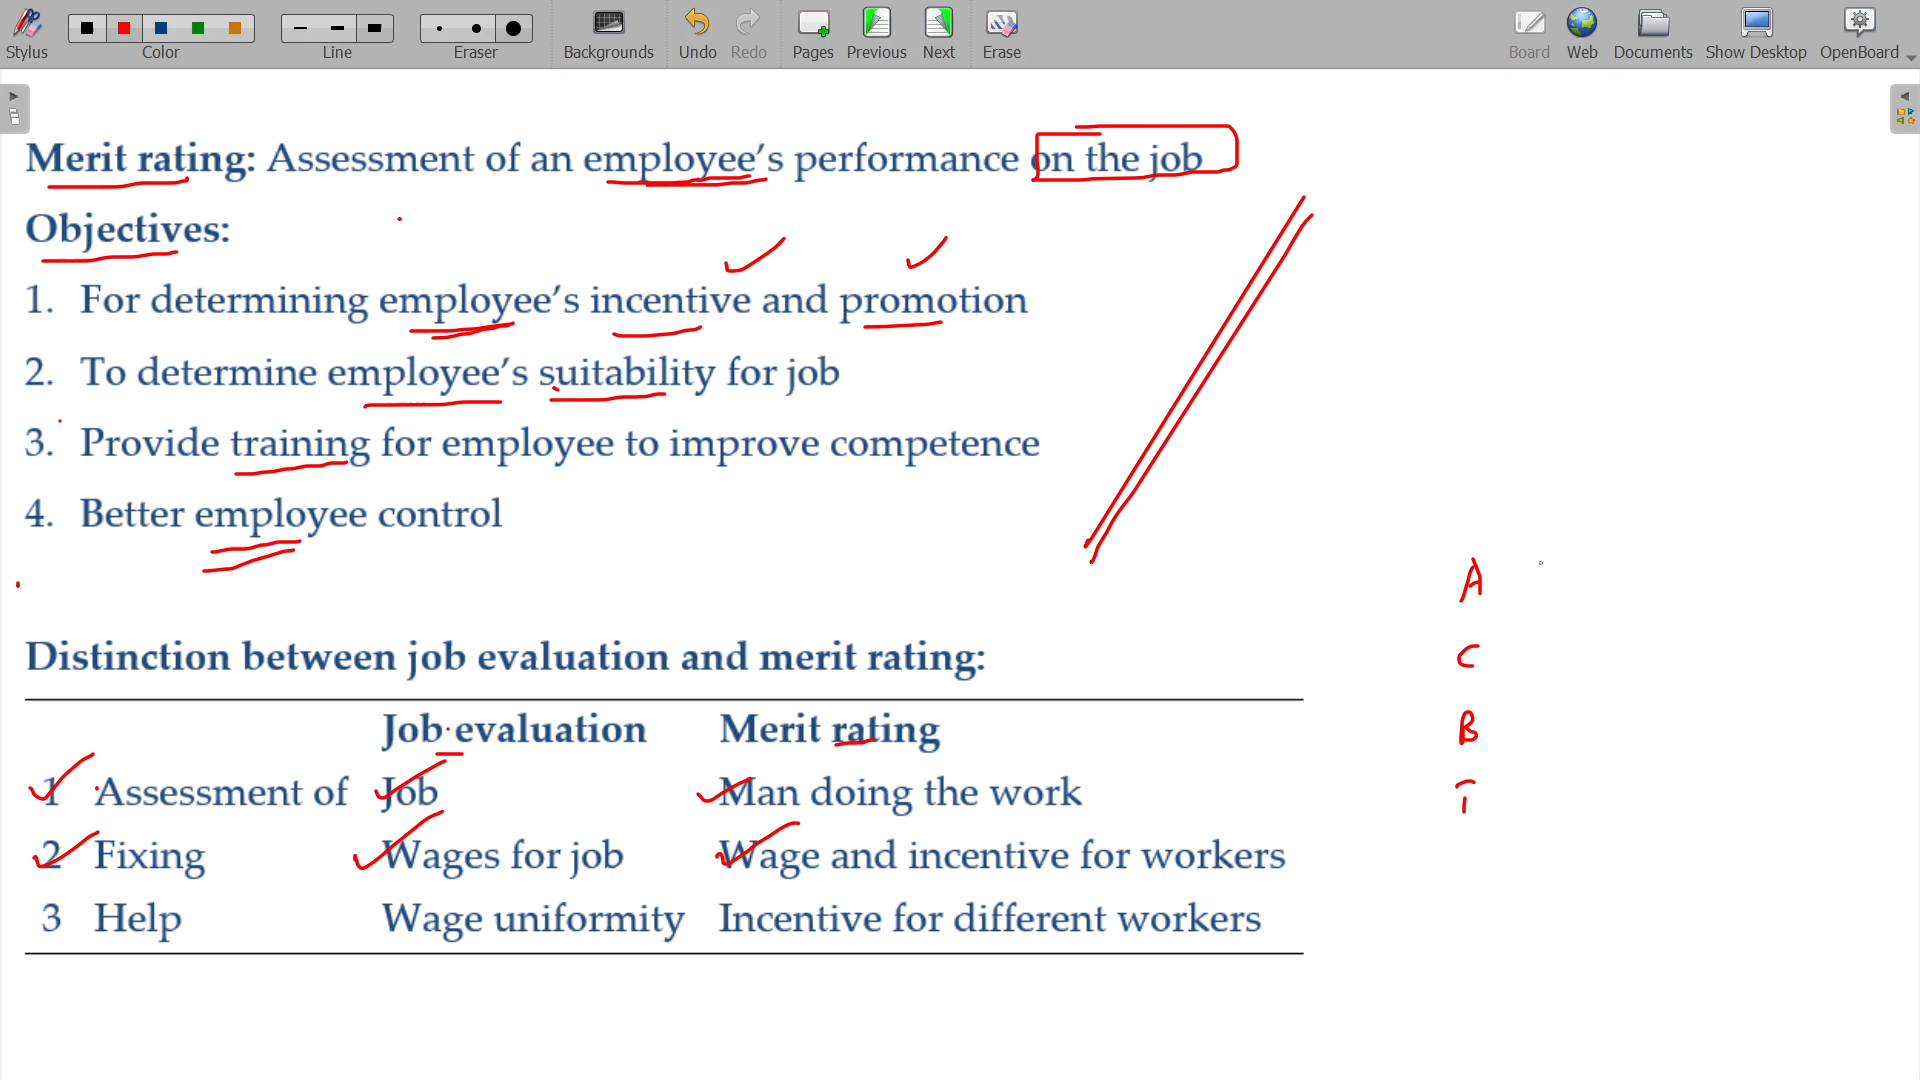 Stylus Color Line Eraser Backgrounds Undo Redo Pages Previous Next Erase Board Web Documents Show Desktop OpenBoard
Merit rating: Assessment of an employee's performance on the job
Objectives:
1. For determining employee's incentive and promotion
2. To determine employee's suitability for job
3. Provide training for employee to improve competence
4. Better employee control
A
Distinction between job evaluation and merit rating:
C
Job evaluation Merit rating
B
1 Assessment of Job Man doing the work
T
2 Fixing Wages for job Wage and incentive for workers
3 Help Wage uniformity Incentive for different workers